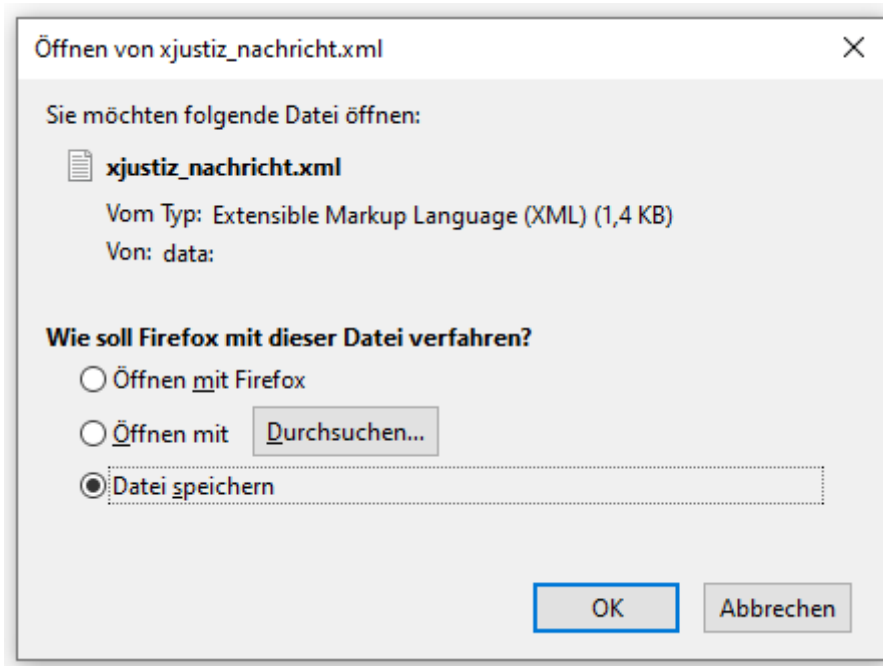 Öffnen von xjustiz_nachricht.xml
Sie möchten folgende Datei öffnen:
xjustiz_nachricht.xml
Vom Typ: Extensible Markup Language (XML) (1,4 KB)
Von: data:
Wie soll Firefox mit dieser Datei verfahren?
Öffnen mit Firefox
Öffnen mit Durchsuchen...
Datei speichern
OK Abbrechen